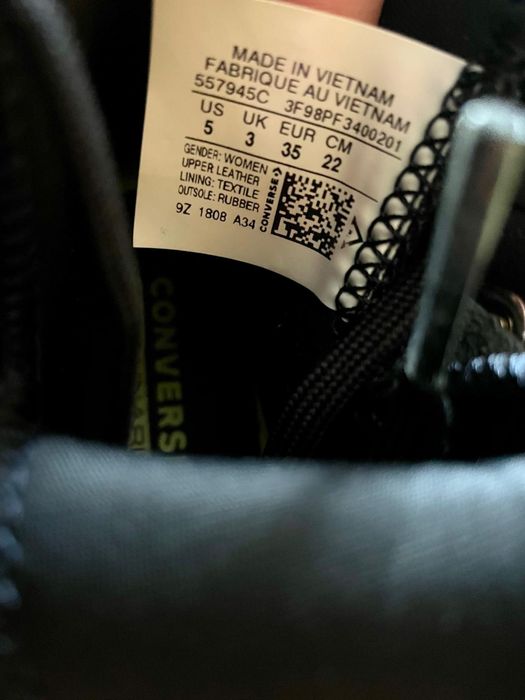 MADE IN VIETNAM
FABRIQUE AU VIETNAM
557945C 3F98PF3400201
US UK EUR CM
5 3 35 22
GENDER: WOMEN
UPPER LEATHER
LINING: TEXTILE
OUTSOLE: RUBBER
9Z 1808 A34
CONVERSE
CONVERS